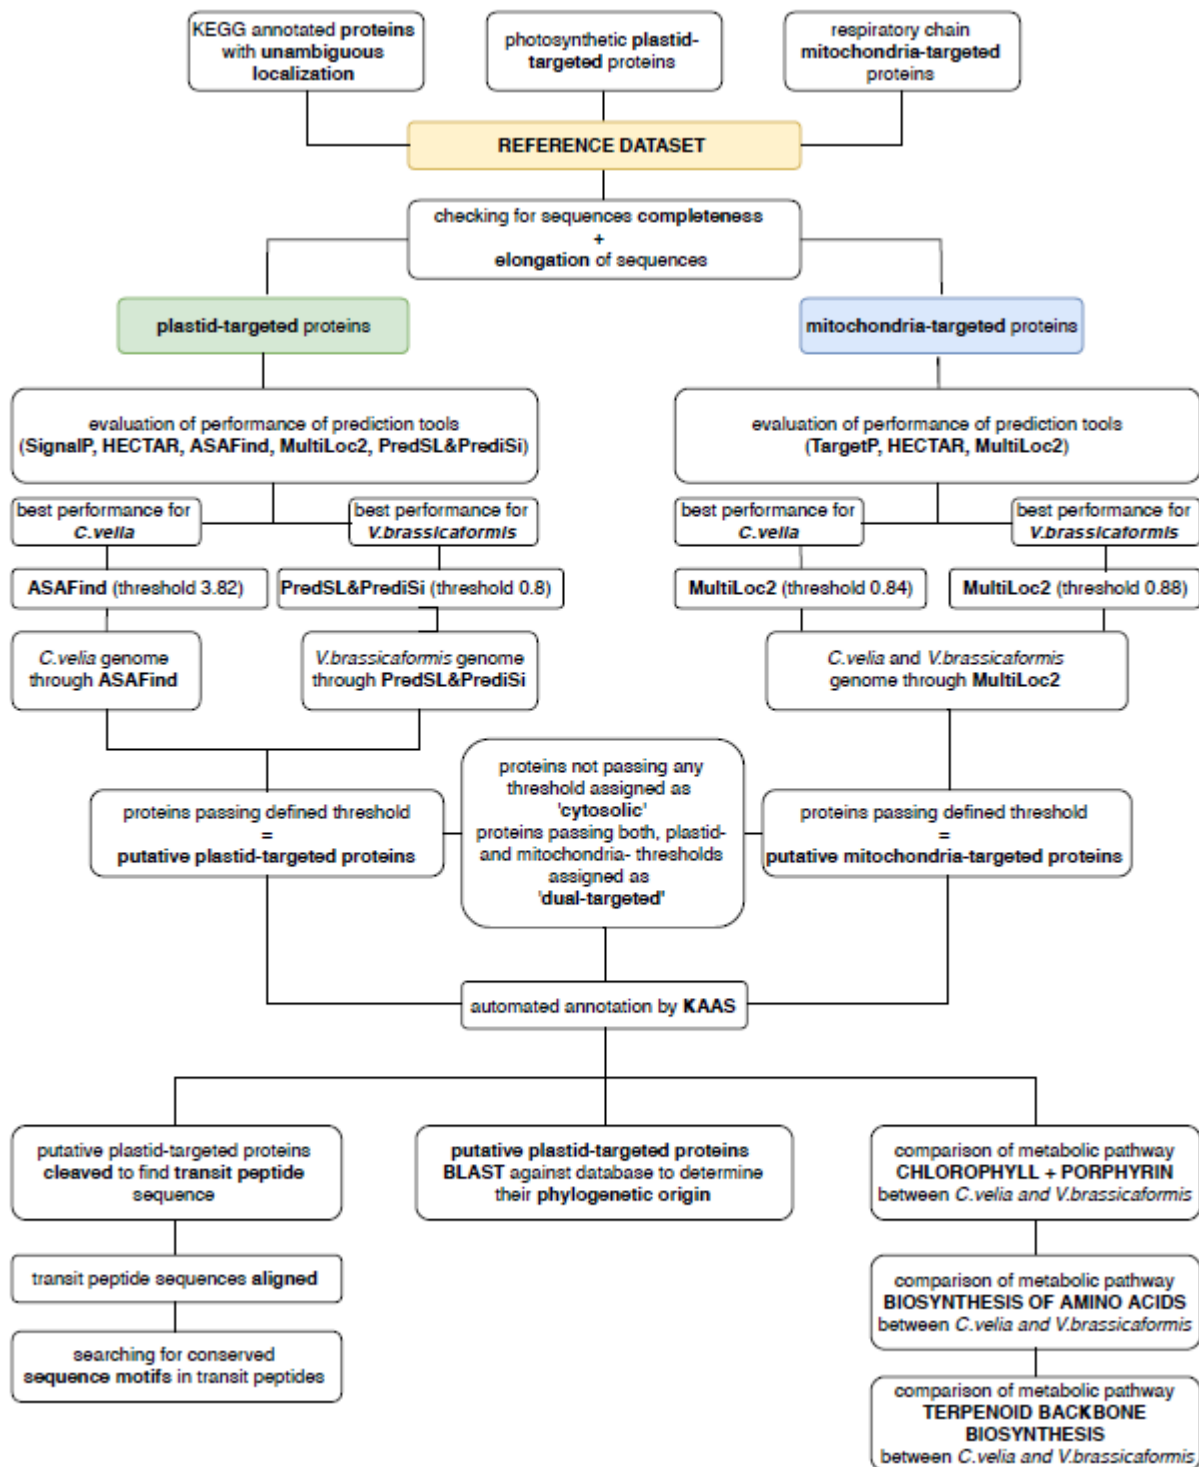 KEGG annotated proteins
with unambiguous
localization
photosynthetic plastid-
targeted proteins
respiratory chain
mitochondria-targeted
proteins
REFERENCE DATASET
checking for sequences completeness
+
elongation of sequences
plastid-targeted proteins
mitochondria-targeted proteins
evaluation of performance of prediction tools
(SignalP, HECTAR, ASAFind, MultiLoc2, PredSL&PrediSi)
evaluation of performance of prediction tools
(TargetP, HECTAR, MultiLoc2)
best performance for
C.velia
best performance for
V.brassicaformis
best performance for
C.velia
best performance for
V.brassicaformis
ASAFind (threshold 3.82)
PredSL&PrediSi (threshold 0.8)
MultiLoc2 (threshold 0.84)
MultiLoc2 (threshold 0.88)
C.velia genome
through ASAFind
V.brassicaformis genome
through PredSL&PrediSi
C.velia and V.brassicaformis
genome through MultiLoc2
proteins passing defined threshold
=
putative plastid-targeted proteins
proteins not passing any
threshold assigned as
'cytosolic'
proteins passing both, plastid-
and mitochondria- thresholds
assigned as
'dual-targeted'
proteins passing defined threshold
=
putative mitochondria-targeted proteins
automated annotation by KAAS
putative plastid-targeted proteins
cleaved to find transit peptide
sequence
putative plastid-targeted proteins
BLAST against database to determine
their phylogenetic origin
comparison of metabolic pathway
CHLOROPHYLL + PORPHYRIN
between C.velia and V.brassicaformis
transit peptide sequences aligned
comparison of metabolic pathway
BIOSYNTHESIS OF AMINO ACIDS
between C.velia and V.brassicaformis
searching for conserved
sequence motifs in transit peptides
comparison of metabolic pathway
TERPENOID BACKBONE
BIOSYNTHESIS
between C.velia and V.brassicaformis